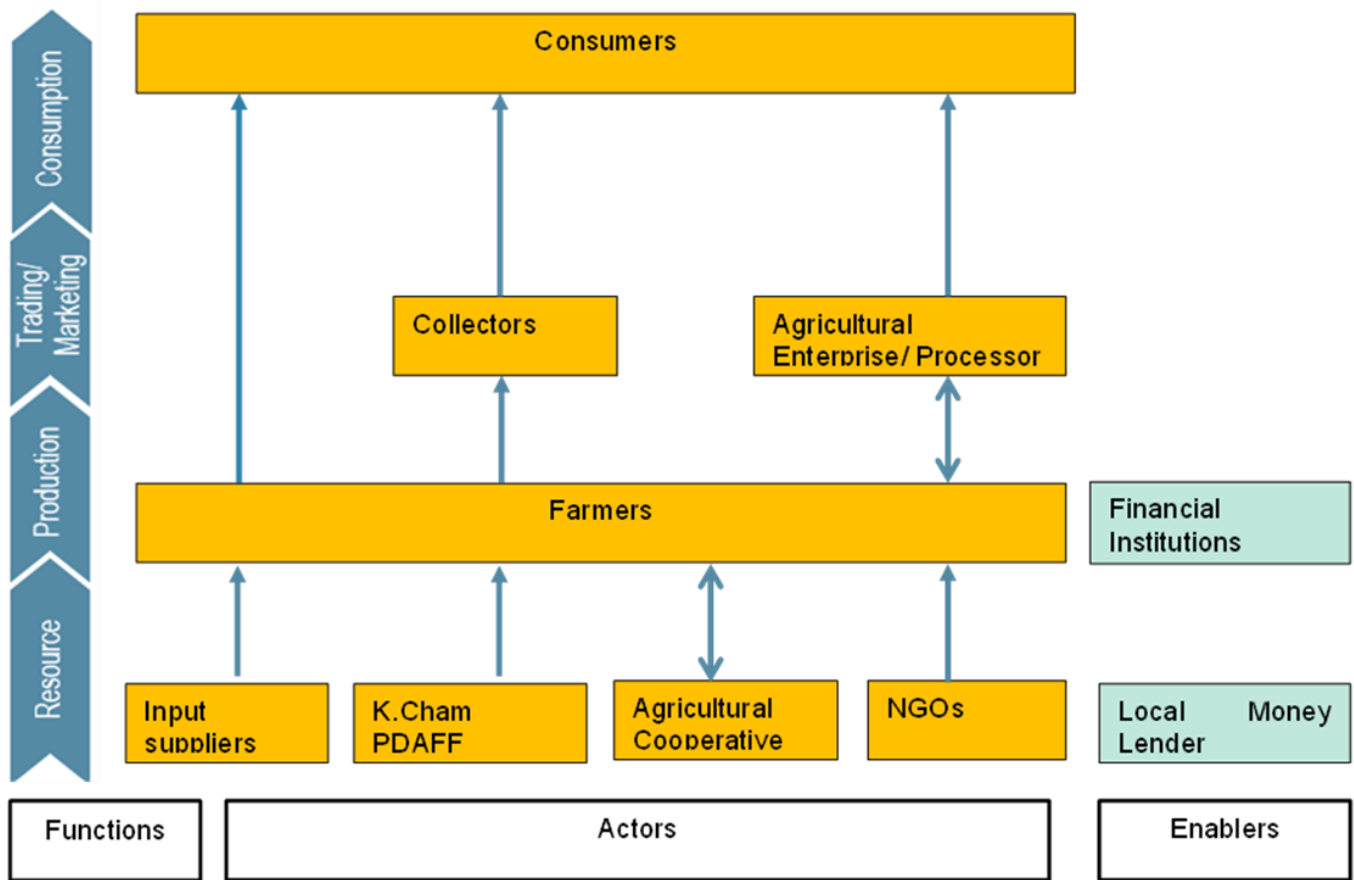 Consumers
Consumption
Trading/
Marketing
Collectors
Agricultural
Enterprise/ Processor
Production
Farmers
Financial
Institutions
Resource
Input
suppliers
K.Cham
PDAFF
Agricultural
Cooperative
NGOs
Local Money
Lender
Functions
Actors
Enablers